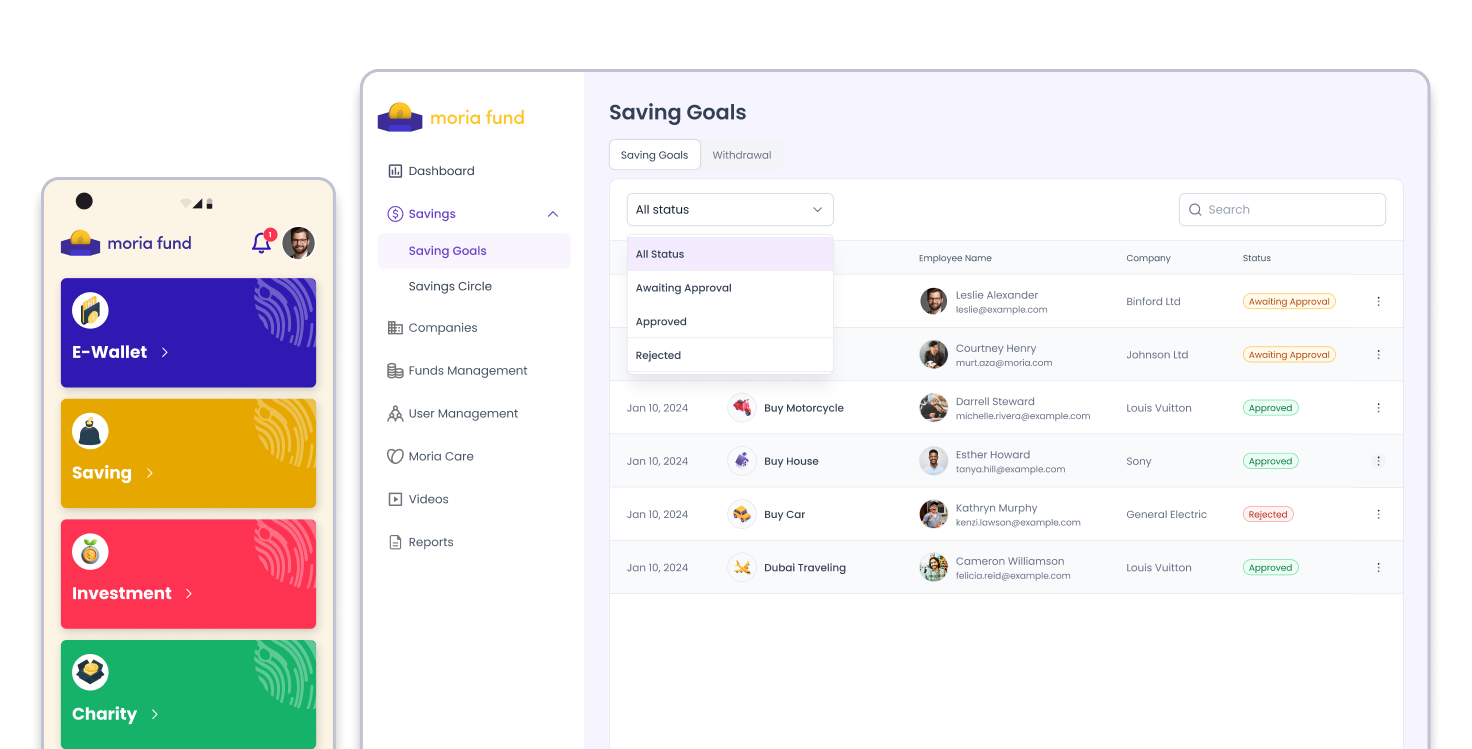 moria fund
1
E-Wallet
Saving
Investment
Charity
moria fund
Dashboard
Savings
Saving Goals
Savings Circle
Companies
Funds Management
User Management
Moria Care
Videos
Reports
Saving Goals
Saving Goals Withdrawal
All status
Search
All Status
Awaiting Approval
Approved
Rejected
Employee Name Company Status
Leslie Alexander
leslie@example.com
Binford Ltd
Awaiting Approval
Courtney Henry
murt.aza@moria.com
Johnson Ltd
Awaiting Approval
Jan 10, 2024
Buy Motorcycle
Darrell Steward
michelle.rivera@example.com
Louis Vuitton
Approved
Jan 10, 2024
Buy House
Esther Howard
tanya.hill@example.com
Sony
Approved
Jan 10, 2024
Buy Car
Kathryn Murphy
kenzi.lawson@example.com
General Electric
Rejected
Jan 10, 2024
Dubai Traveling
Cameron Williamson
felicia.reid@example.com
Louis Vuitton
Approved